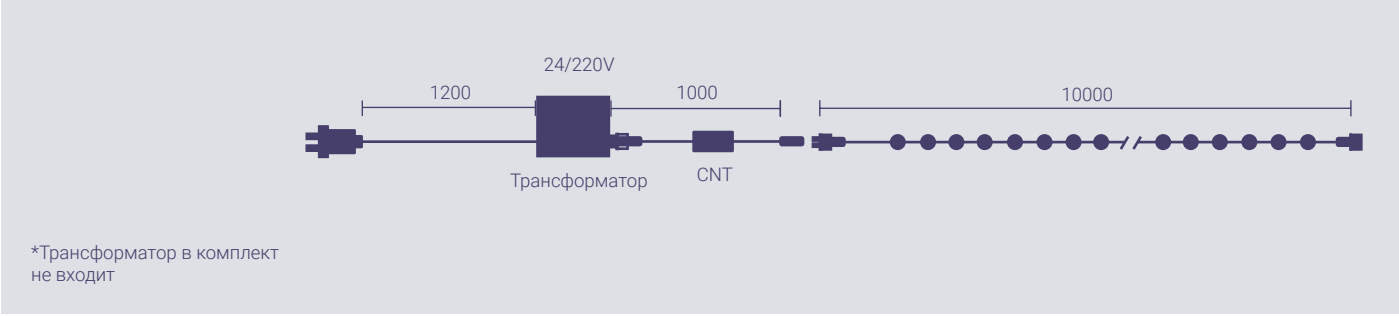 24/220V
1200
1000
10000
Трансформатор
CNT
*Трансформатор в комплект
не входит